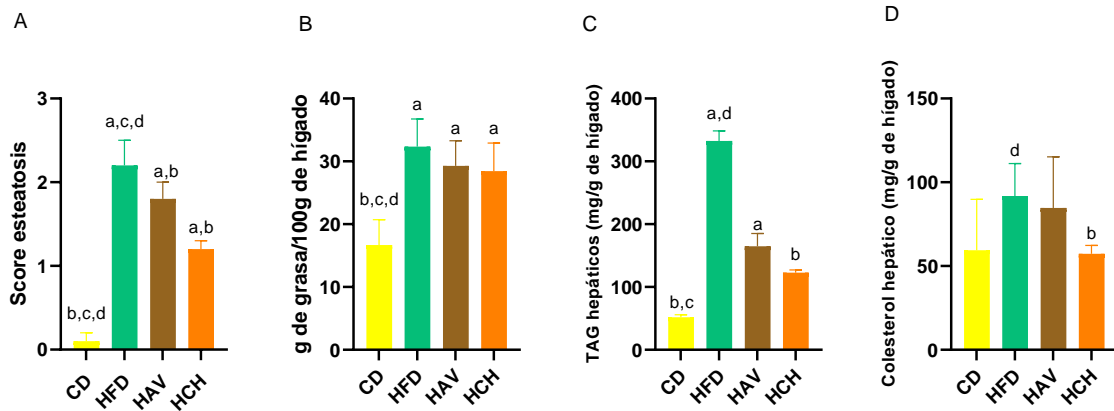 A
Score esteatosis
3
2
1
0
b,c,d
a,c,d
a,b
a,b
CD
HFD
HAV
HCH
B
g de grasa/100g de hígado
40
30
20
10
0
b,c,d
a
a
a
CD
HFD
HAV
HCH
C
TAG hepáticos (mg/g de hígado)
400
300
200
100
0
b,c
a,d
a
b
CD
HFD
HAV
HCH
D
Colesterol hepático (mg/g de hígado)
150
100
50
0
d
b
CD
HFD
HAV
HCH